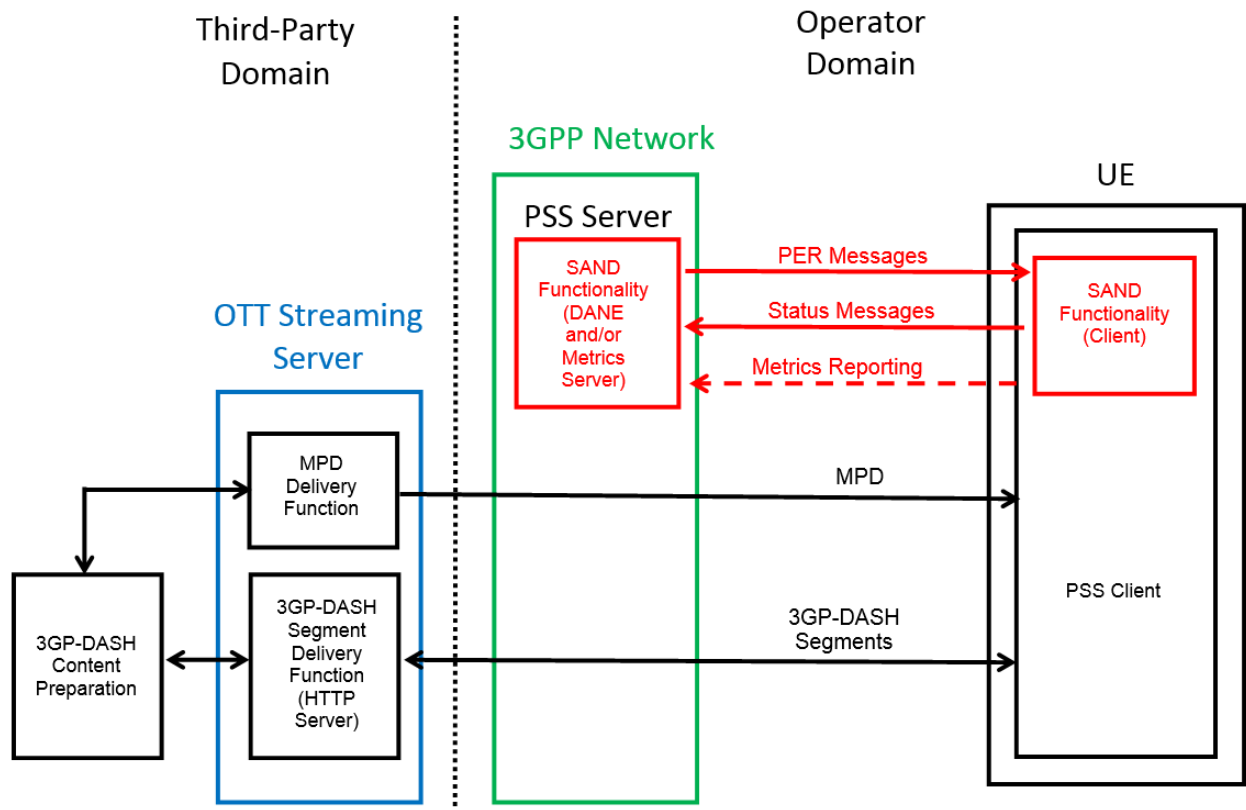 Third-Party
Domain
Operator
Domain
3GPP Network
UE
PSS Server
SAND
Functionality
(DANE
and/or
Metrics
Server)
PER Messages
Status Messages
Metrics Reporting
SAND
Functionality
(Client)
OTT Streaming
Server
MPD
Delivery
Function
MPD
3GP-DASH
Content
Preparation
3GP-DASH
Segment
Delivery
Function
(HTTP
Server)
3GP-DASH
Segments
PSS Client